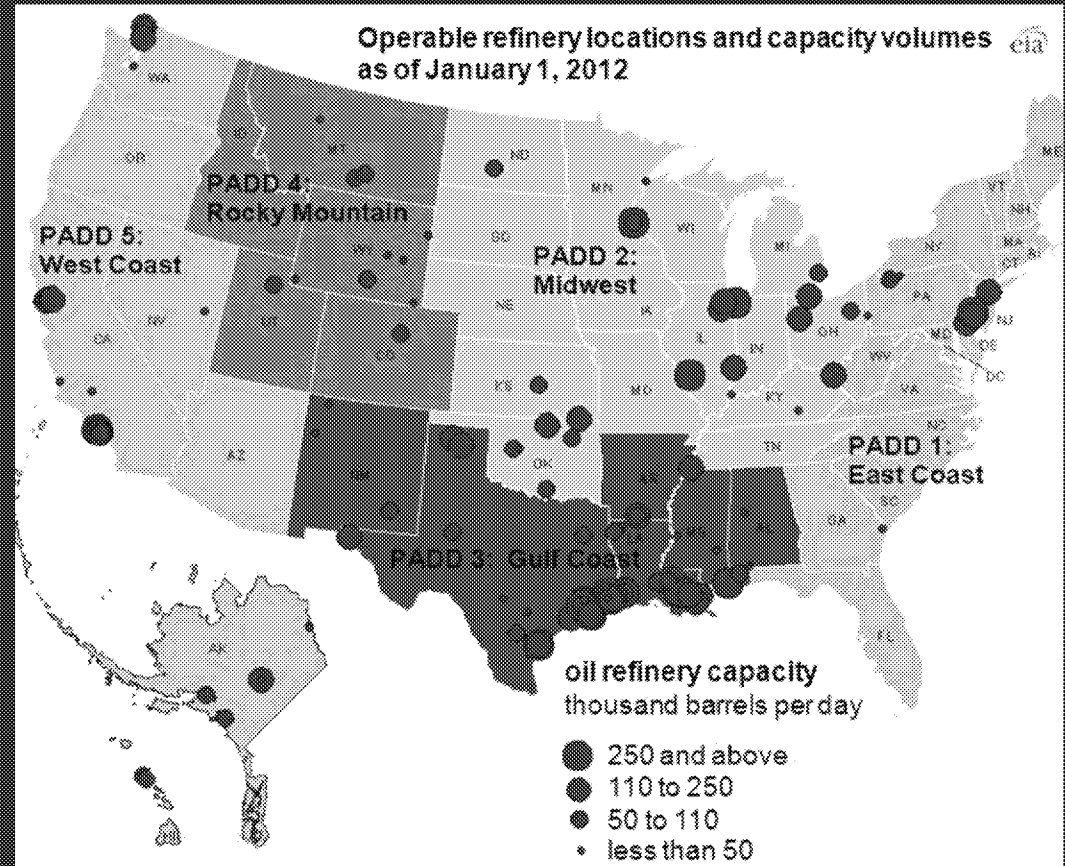 Operable refinery locations and capacity volumes
as of January 1, 2012
eia
WA
OR
ID
MT
ND
MN
WI
MI
SD
WY
NE
IA
IL
IN
OH
PA
NY
VT
NH
ME
MA
CT
RI
NJ
DE
MD
DC
WV
VA
NC
SC
GA
FL
KY
TN
MO
KS
OK
CO
UT
NV
CA
AZ
AK
HI
PADD 4:
Rocky Mountain
PADD 5:
West Coast
PADD 2:
Midwest
PADD 1:
East Coast
PADD 3: Gulf Coast
oil refinery capacity
thousand barrels per day
250 and above
110 to 250
50 to 110
less than 50